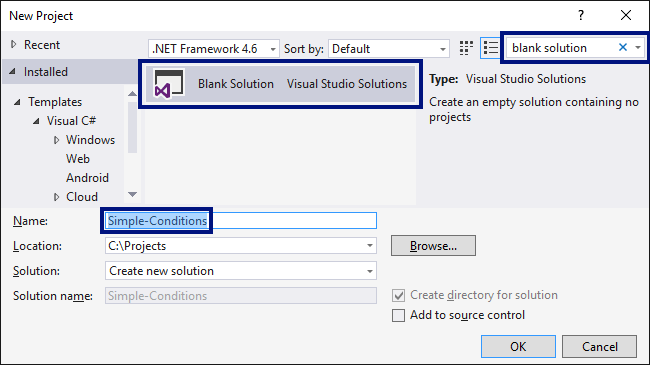 New Project
Recent
.NET Framework 4.6 Sort by: Default
blank solution
Installed
Templates
Visual C#
Windows
Web
Android
Cloud
Blank Solution Visual Studio Solutions
Type: Visual Studio Solutions
Create an empty solution containing no
projects
Name: Simple-Conditions
Location: C:\Projects
Browse...
Solution: Create new solution
Solution name: Simple-Conditions
Create directory for solution
Add to source control
OK
Cancel